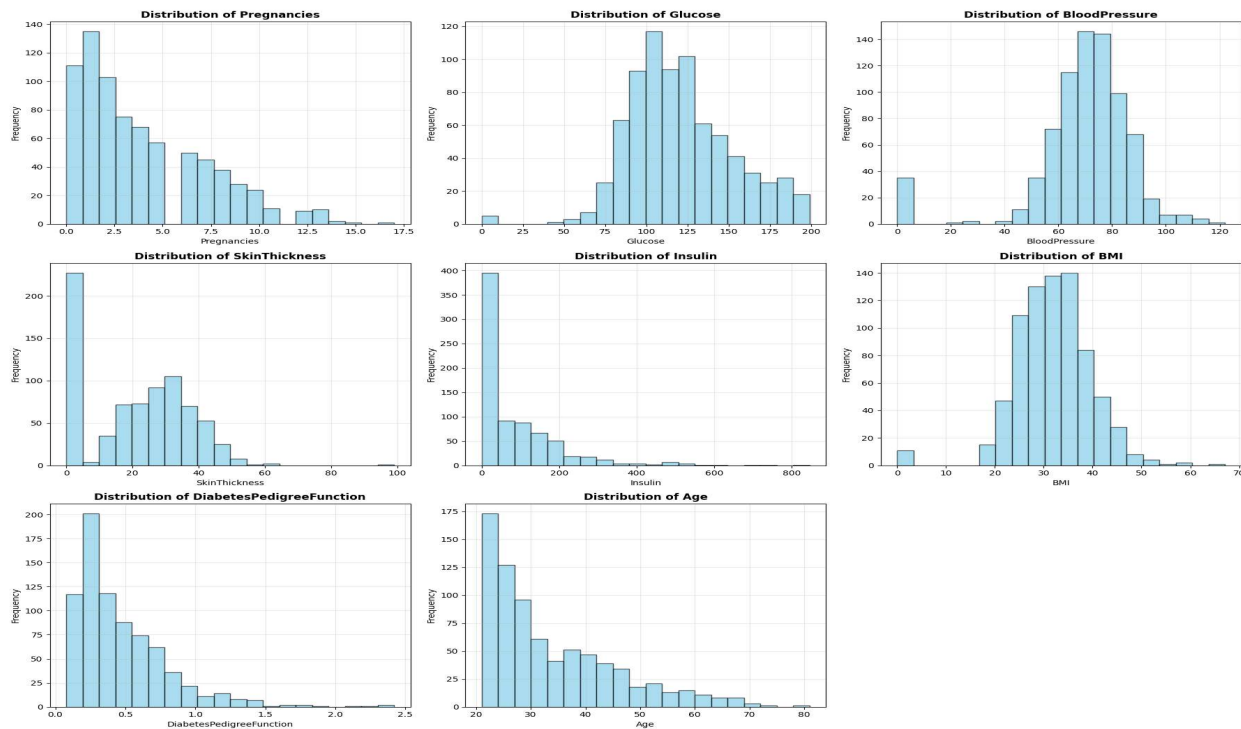 Distribution of Pregnancies
Frequency
140
120
100
80
60
40
20
0
0.0 2.5 5.0 7.5 10.0 12.5 15.0 17.5
Pregnancies
Distribution of Glucose
Frequency
120
100
80
60
40
20
0
0 25 50 75 100 125 150 175 200
Glucose
Distribution of BloodPressure
Frequency
140
120
100
80
60
40
20
0
0 20 40 60 80 100 120
BloodPressure
Distribution of SkinThickness
Frequency
200
150
100
50
0
0 20 40 60 80 100
SkinThickness
Distribution of Insulin
Frequency
400
350
300
250
200
150
100
50
0
0 200 400 600 800
Insulin
Distribution of BMI
Frequency
140
120
100
80
60
40
20
0
0 10 20 30 40 50 60 70
BMI
Distribution of DiabetesPedigreeFunction
Frequency
200
175
150
125
100
75
50
25
0
0.0 0.5 1.0 1.5 2.0 2.5
DiabetesPedigreeFunction
Distribution of Age
Frequency
175
150
125
100
75
50
25
0
20 30 40 50 60 70 80
Age